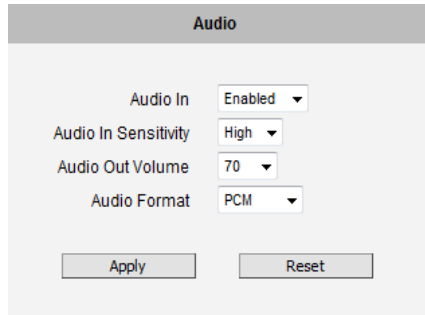 Audio
Audio In Enabled
Audio In Sensitivity High
Audio Out Volume 70
Audio Format PCM
Apply Reset